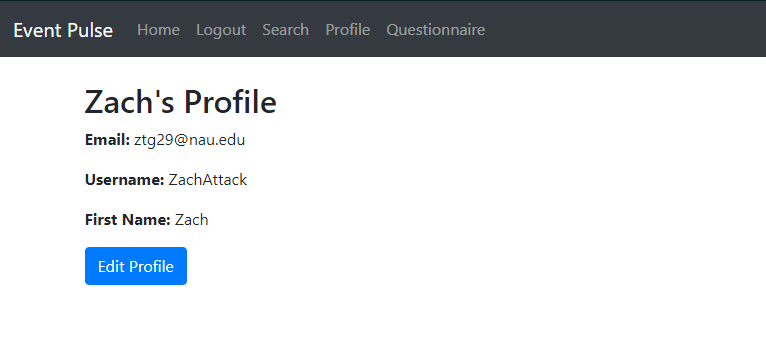 Event Pulse Home Logout Search Profile Questionnaire
Zach's Profile
Email: ztg29@nau.edu
Username: ZachAttack
First Name: Zach
Edit Profile